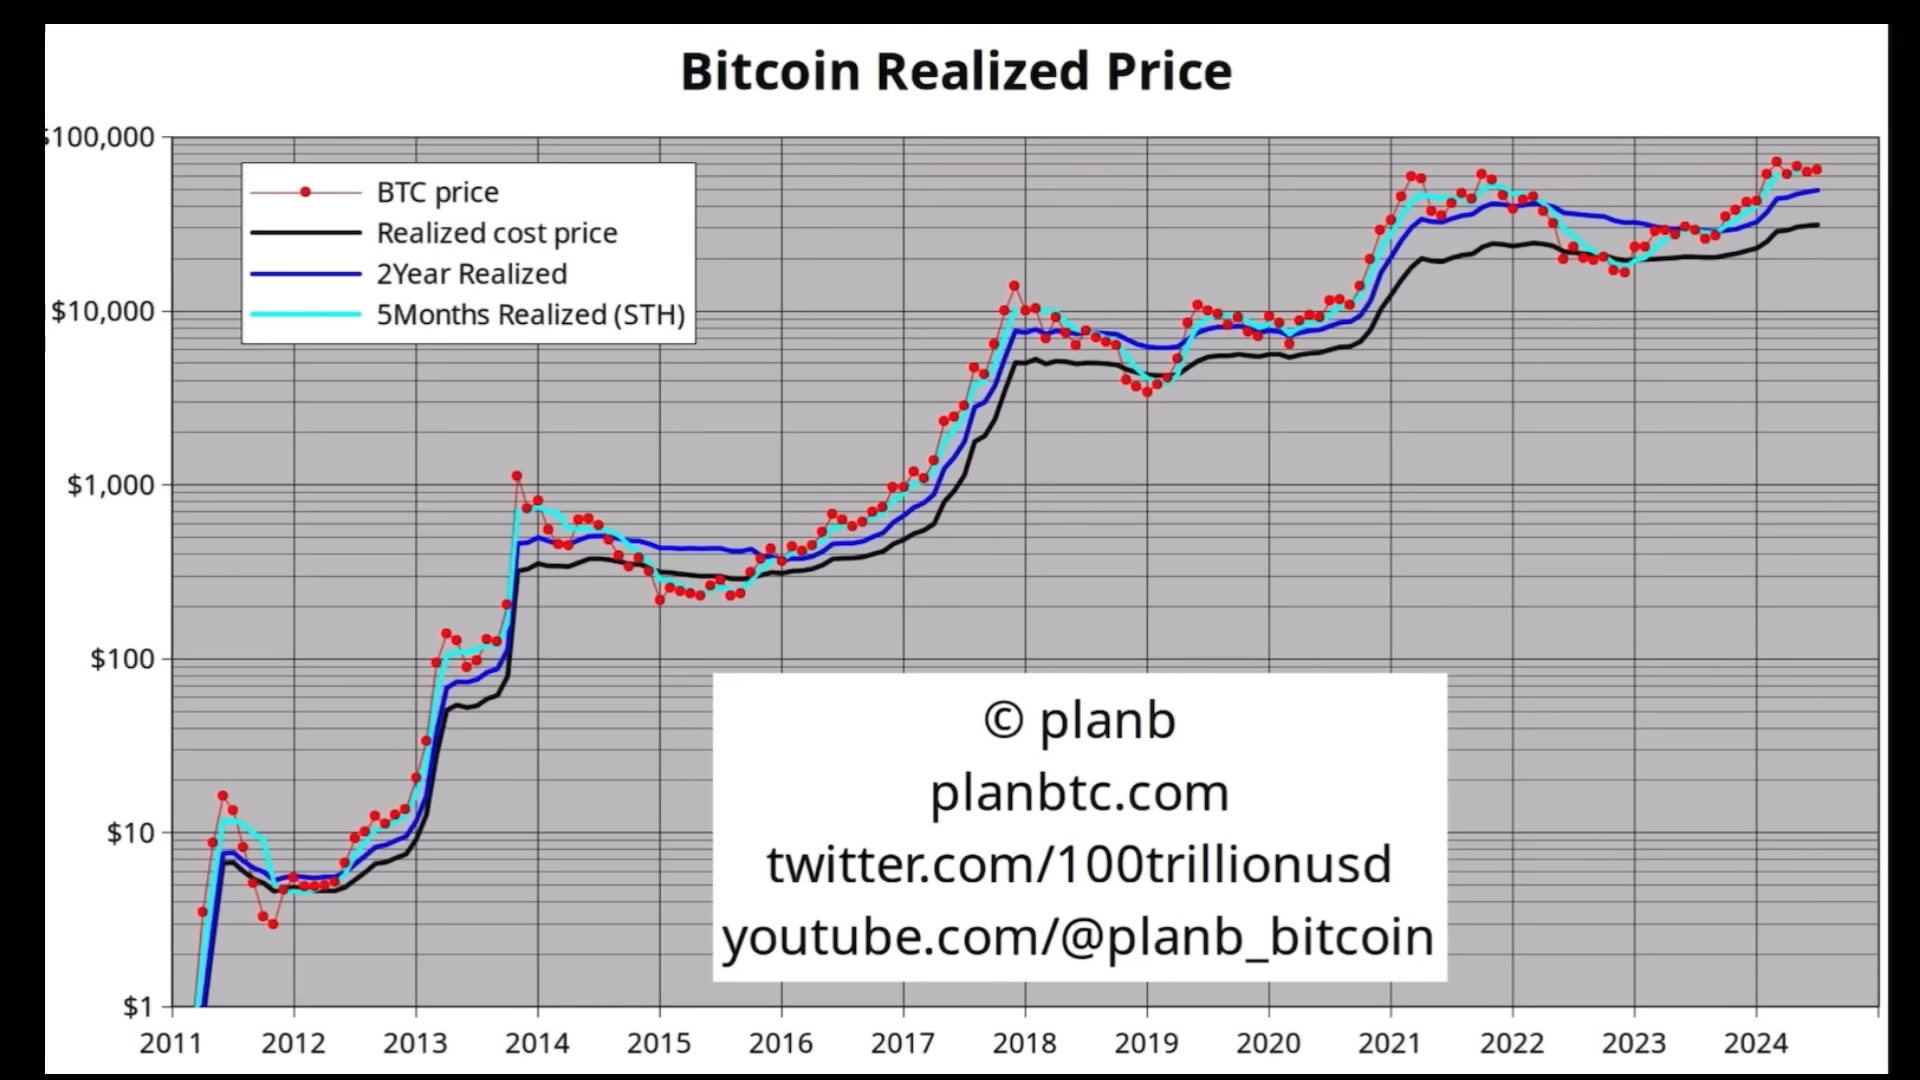 Bitcoin Realized Price
$100,000
$10,000
$1,000
$100
$10
$1
BTC price
Realized cost price
2Year Realized
5Months Realized (STH)
© planb
planbtc.com
twitter.com/100trillionusd
youtube.com/@planb_bitcoin
2011 2012 2013 2014 2015 2016 2017 2018 2019 2020 2021 2022 2023 2024